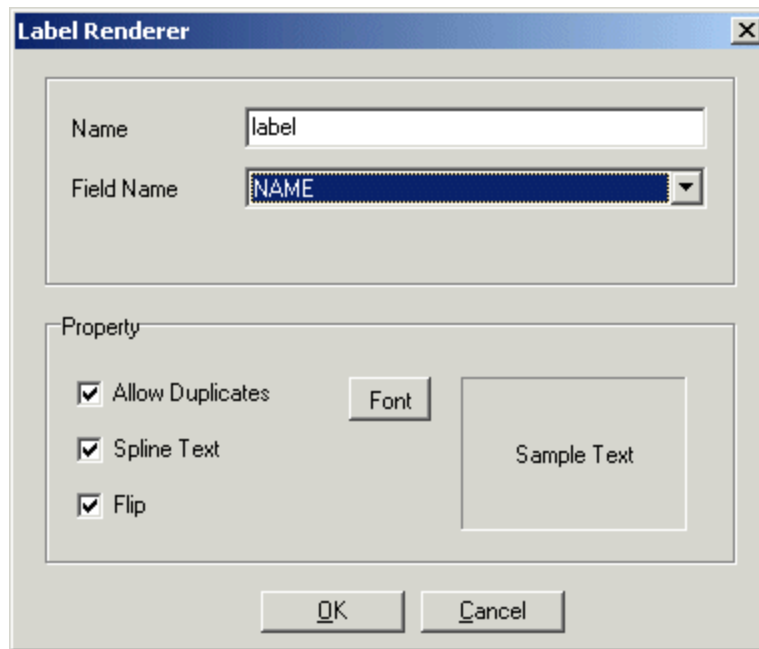 Label Renderer
Name label
Field Name NAME
Property
Allow Duplicates Font
Spline Text Sample Text
Flip
OK Cancel